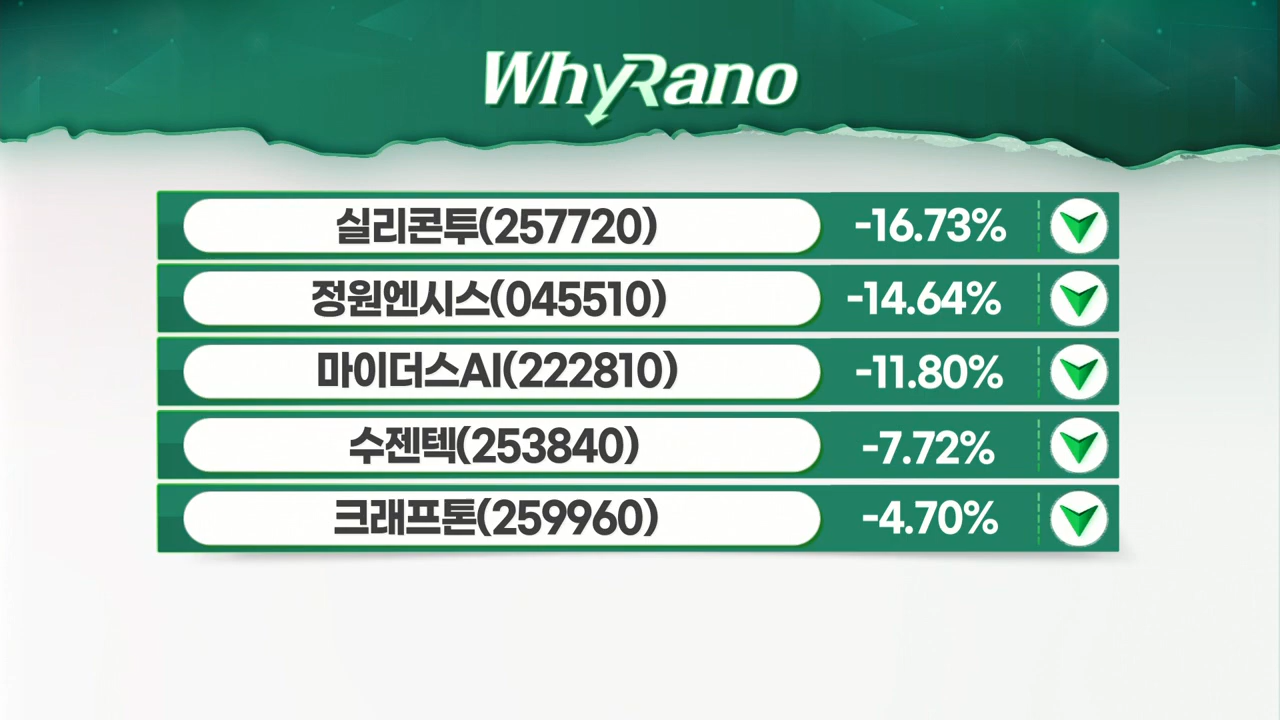 WhyRano
실리콘투(257720) -16.73%
정원엔시스(045510) -14.64%
마이더스AI(222810) -11.80%
수젠텍(253840) -7.72%
크래프톤(259960) -4.70%